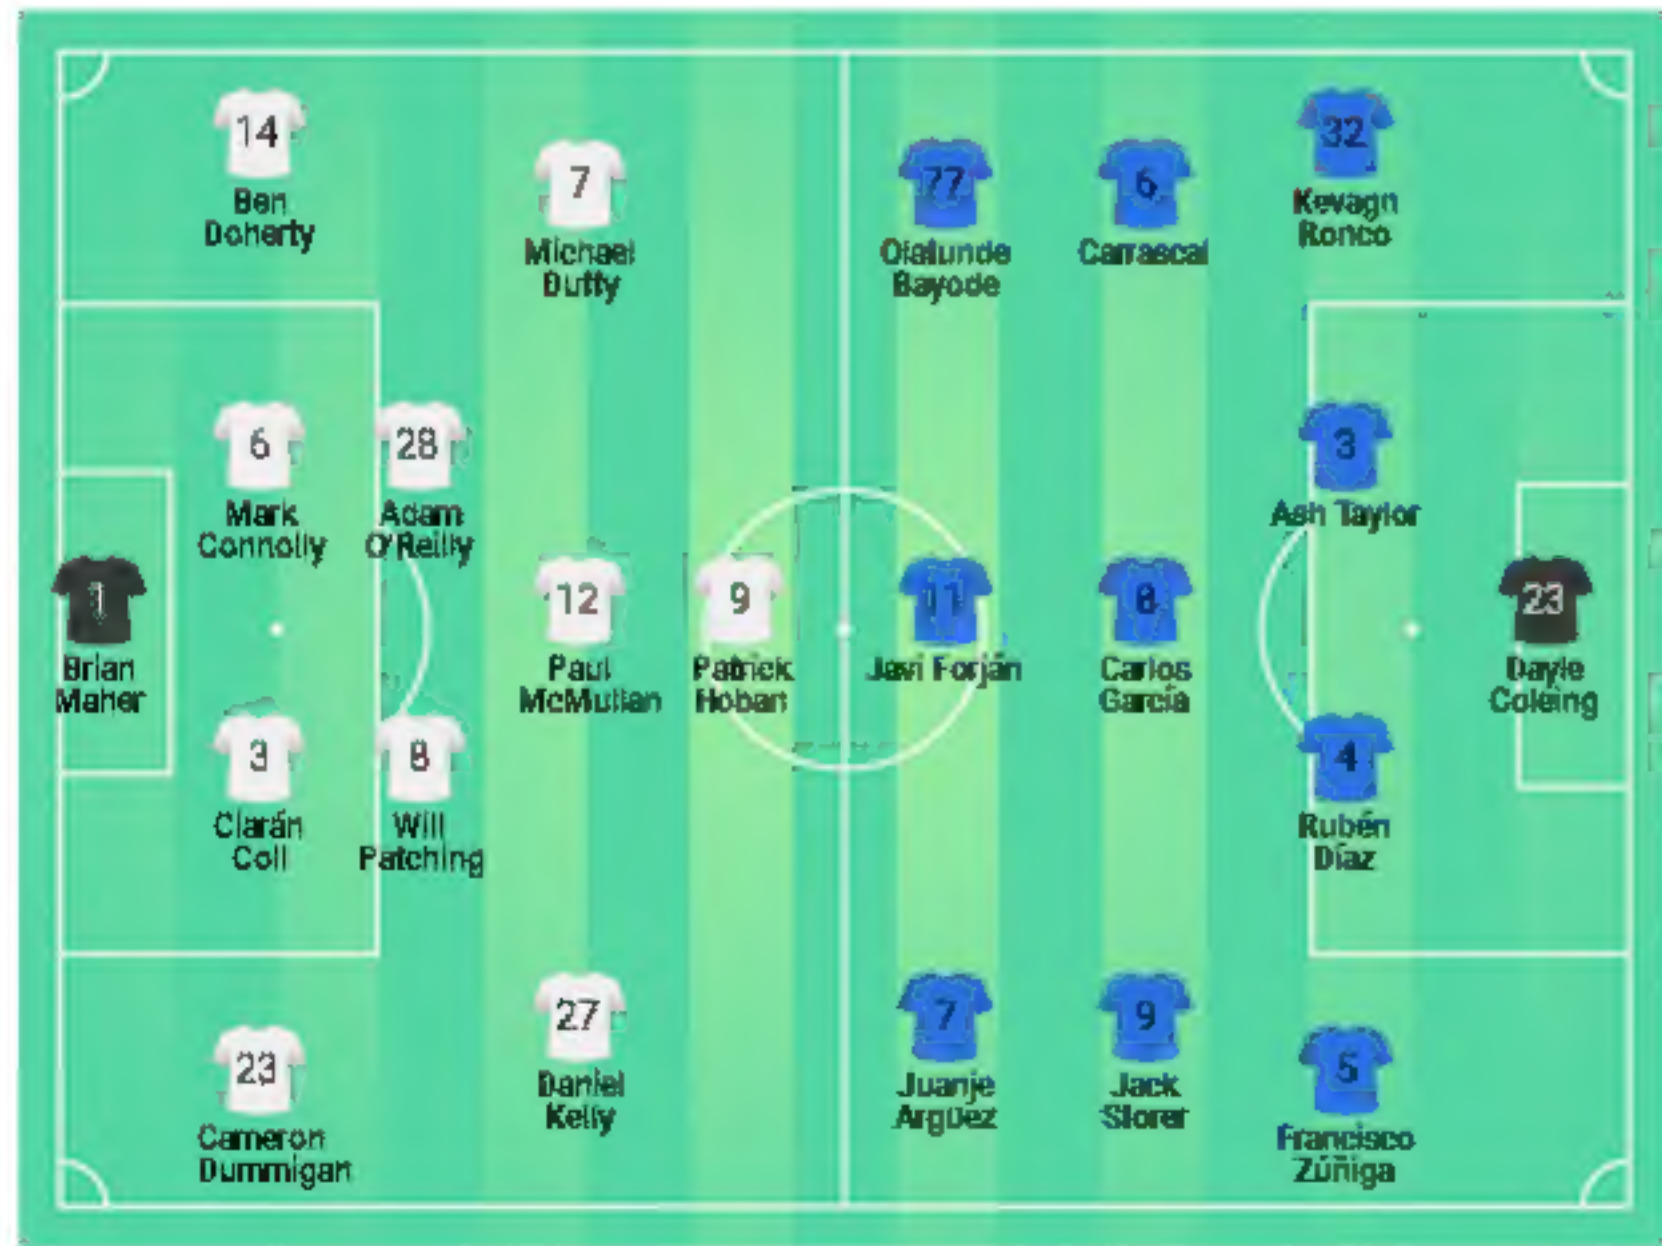 14
Ben
Doherty
7
Michael
Duffy
77
Olatunde
Bayode
6
Carrascal
32
Kevagn
Ronco
6
Mark
Connolly
28
Adam
O'Reilly
3
Ash Taylor
1
Brian
Maher
12
Paul
McMullan
9
Patrick
Hoban
11
Javi Forján
8
Carlos
García
23
Dayle
Coleing
3
Ciarán
Coll
8
Will
Patching
4
Rubén
Díaz
23
Cameron
Dummigan
27
Daniel
Kelly
7
Juanje
Argüez
9
Jack
Storer
5
Francisco
Zúñiga